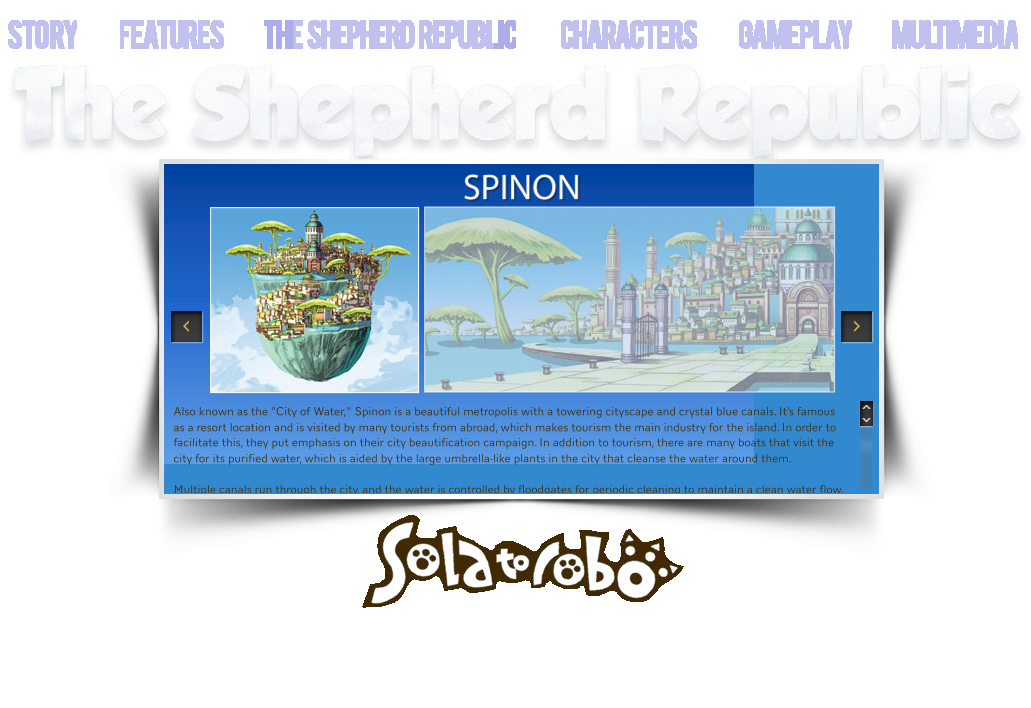 STORY FEATURES THE SHEPHERD REPUBLIC CHARACTERS GAMEPLAY MULTIMEDIA
The Shepherd Republic
SPINON
Also known as the "City of Water," Spinon is a beautiful metropolis with a towering cityscape and crystal blue canals. It's famous
as a resort location and is visited by many tourists from abroad, which makes tourism the main industry for the island. In order to
facilitate this, they put emphasis on their city beautification campaign. In addition to tourism, there are many boats that visit the
city for its purified water, which is aided by the large umbrella-like plants in the city that cleanse the water around them.
Multiple canals run through the city, and the water is controlled by floodgates for periodic cleaning to maintain a clean water flow.
Solatorobo